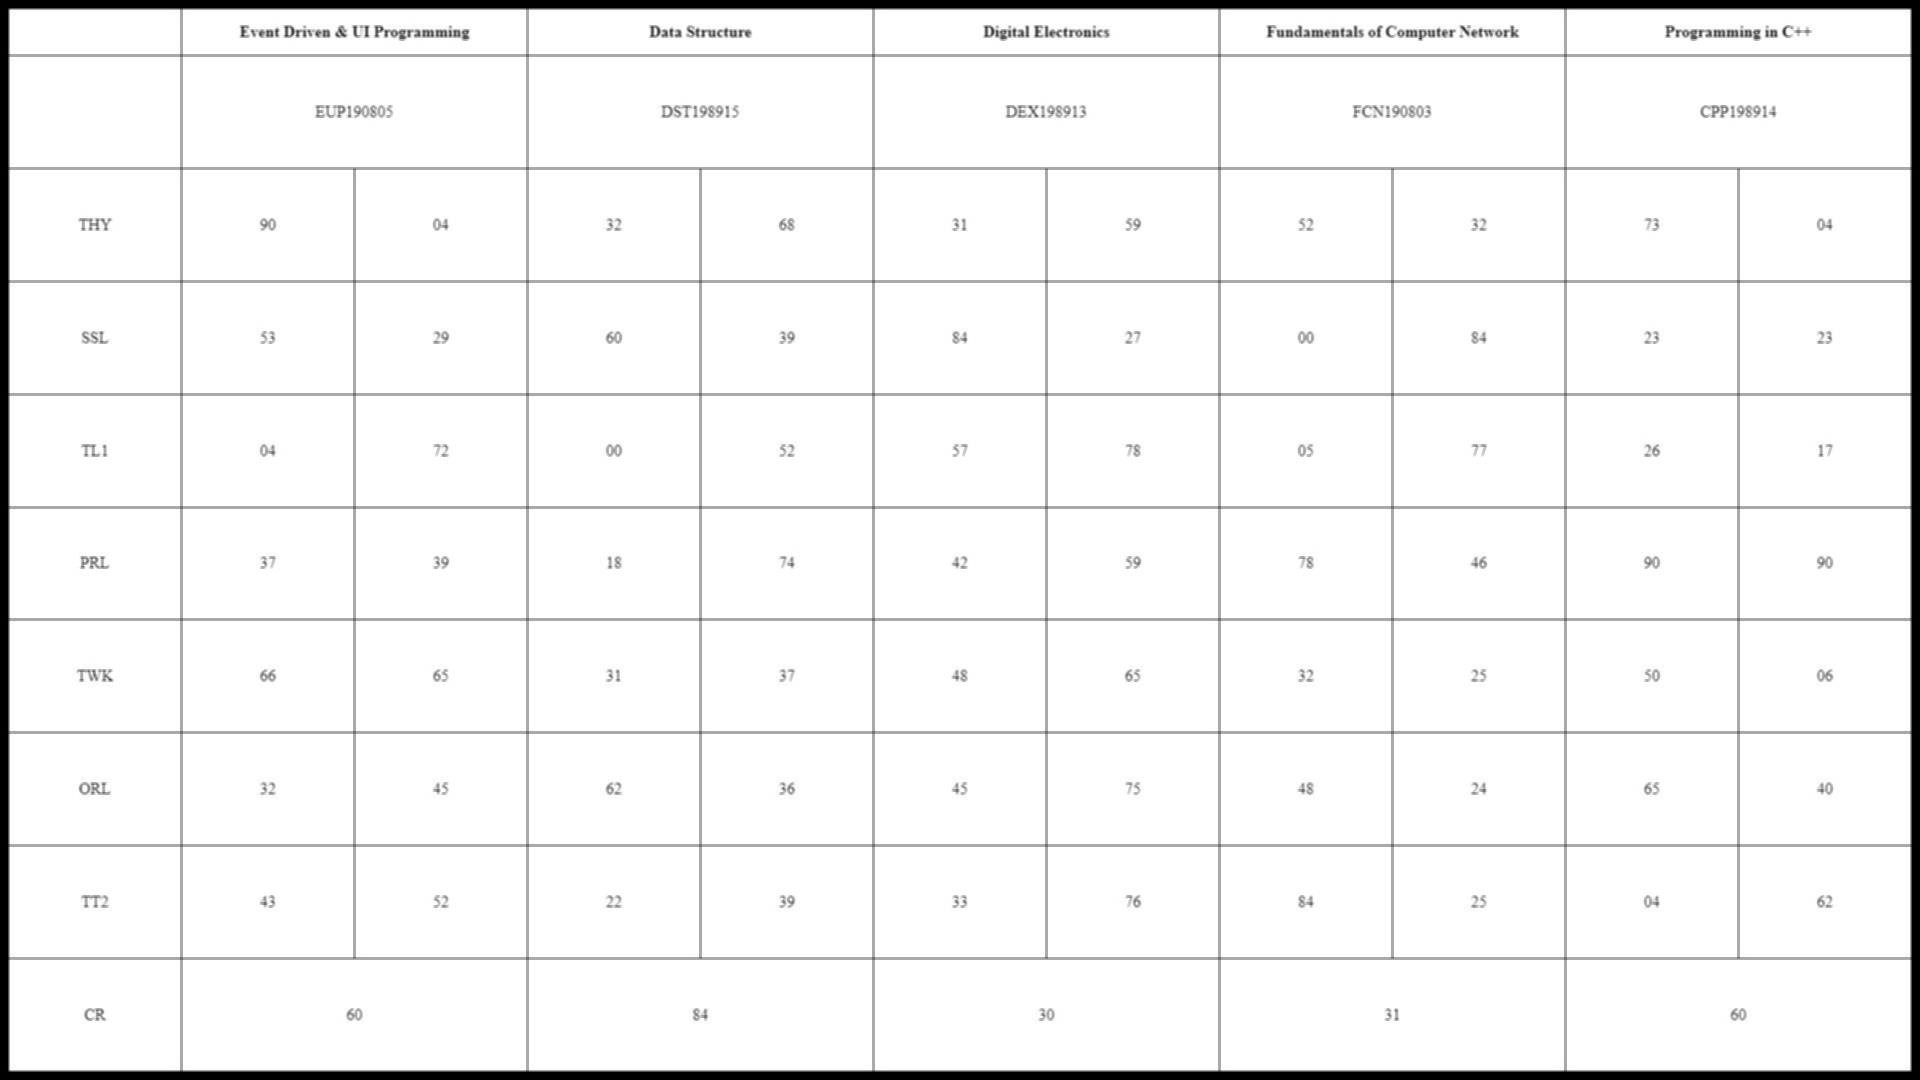 Event Driven & UI Programming Data Structure Digital Electronics Fundamentals of Computer Network Programming in C++
EUP190805 DST198915 DEX198913 FCN190803 CPP198914
THY 90 04 32 68 31 59 52 32 73 04
SSL 53 29 60 39 84 27 00 84 23 23
TL1 04 72 00 52 57 78 05 77 26 17
PRL 37 39 18 74 42 59 78 46 90 90
TWK 66 65 31 37 48 65 32 25 50 06
ORL 32 45 62 36 45 75 48 24 65 40
TT2 43 52 22 39 33 76 84 25 04 62
CR 60 84 30 31 60